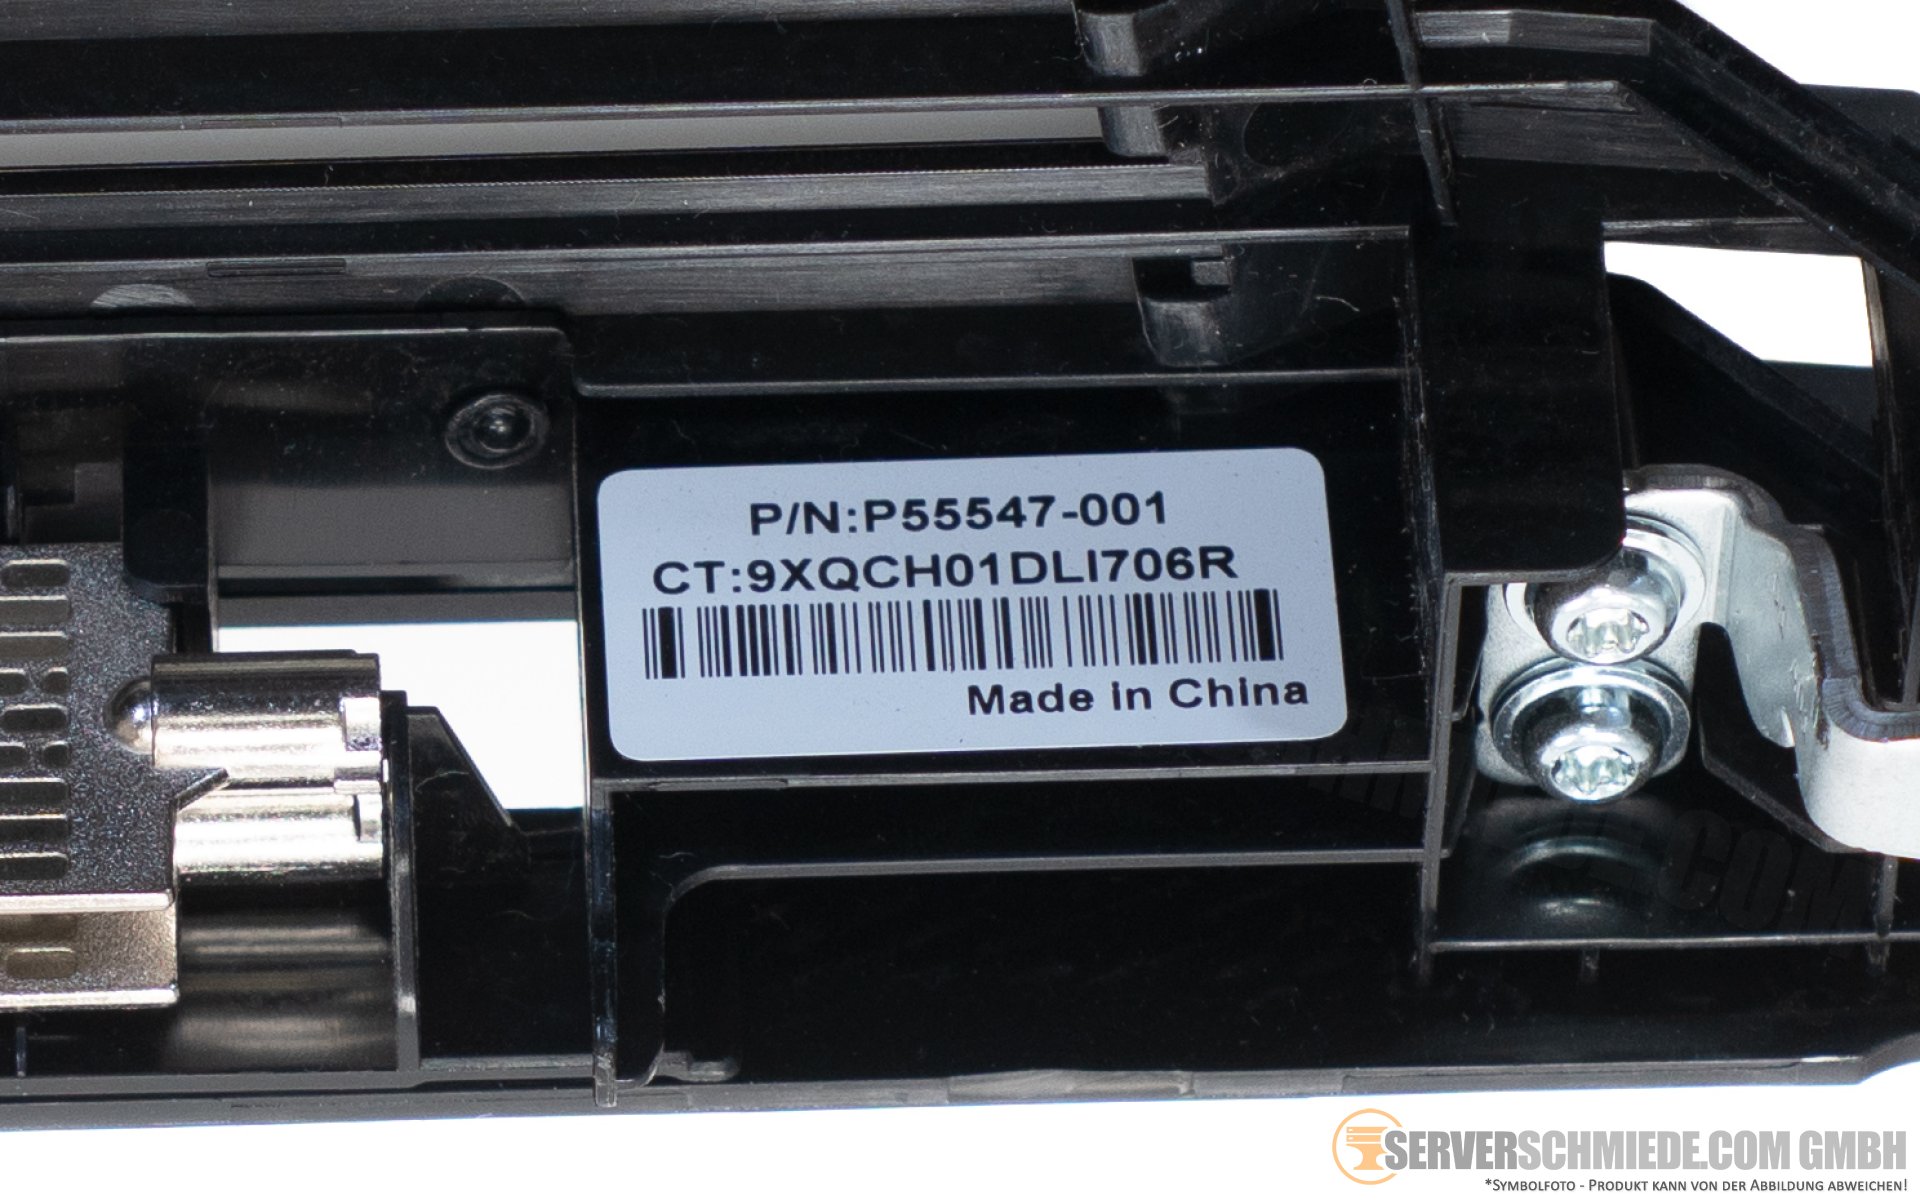 P/N:P55547-001
CT:9XQCH01DLI706R
Made in China
SERVERSCHMIEDE.COM GMBH
*SYMBOLFOTO - PRODUKT KANN VON DER ABBILDUNG ABWEICHEN!